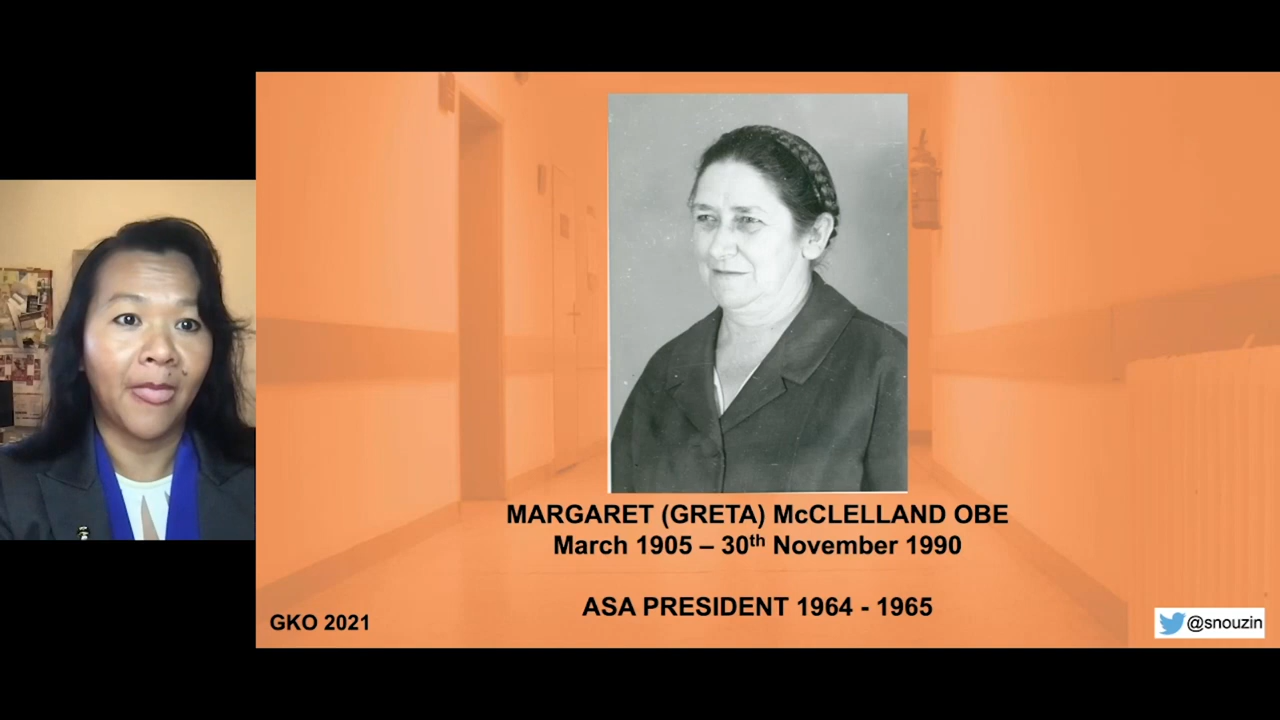 MARGARET (GRETA) McCLELLAND OBE
March 1905 – 30th November 1990
ASA PRESIDENT 1964 - 1965
GKO 2021
@snouzin